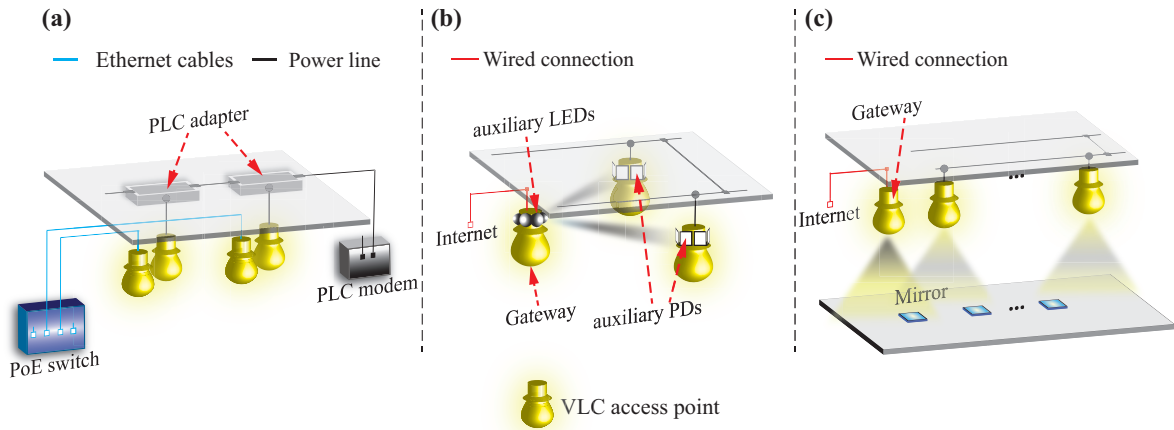 (a)
Ethernet cables
Power line
PLC adapter
PLC modem
PoE switch
(b)
Wired connection
auxiliary LEDs
Internet
Gateway
auxiliary PDs
(c)
Wired connection
Gateway
•••
Internet
Mirror
•••
VLC access point